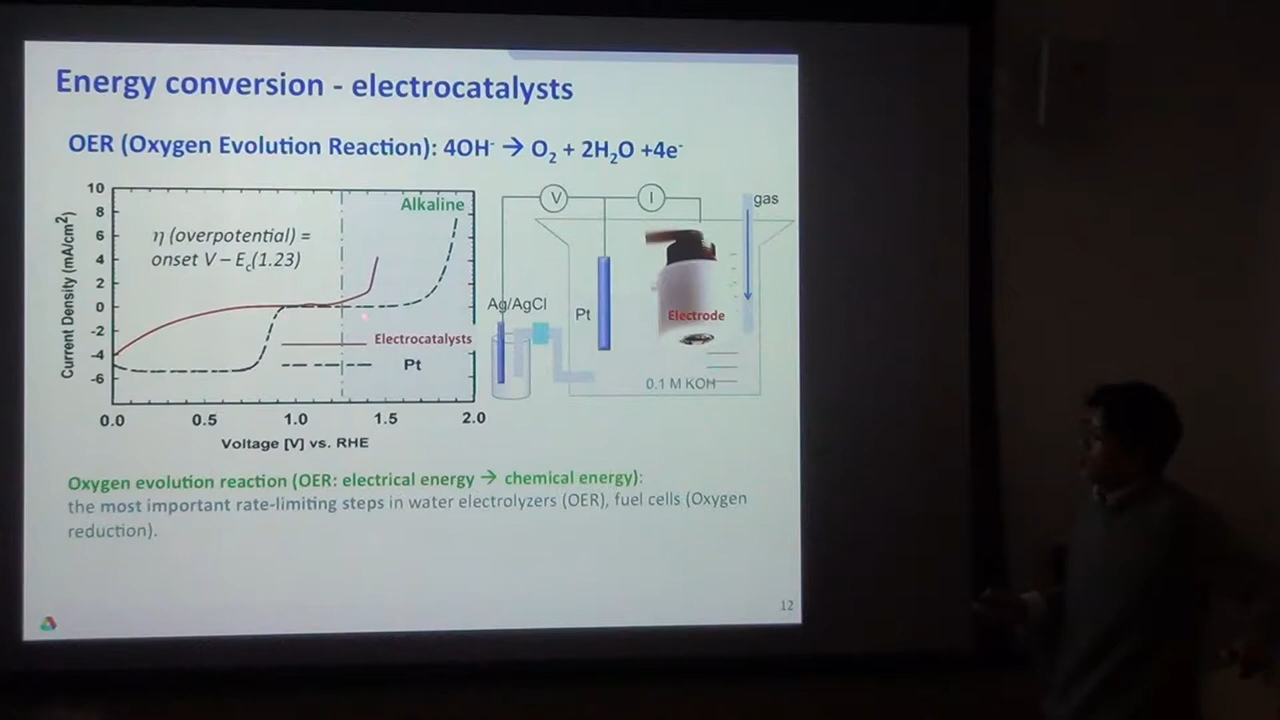 Energy conversion - electrocatalysts
OER (Oxygen Evolution Reaction): 4OH⁻ → O₂ + 2H₂O +4e⁻
10
8
6
4
2
0
-2
-4
-6
Current Density (mA/cm²)
Alkaline
η (overpotential) =
onset V – E꜀(1.23)
Electrocatalysts
Pt
0.0 0.5 1.0 1.5 2.0
Voltage [V] vs. RHE
V
I
gas
Ag/AgCl
Pt
Electrode
0.1 M KOH
Oxygen evolution reaction (OER: electrical energy → chemical energy):
the most important rate-limiting steps in water electrolyzers (OER), fuel cells (Oxygen
reduction).
12